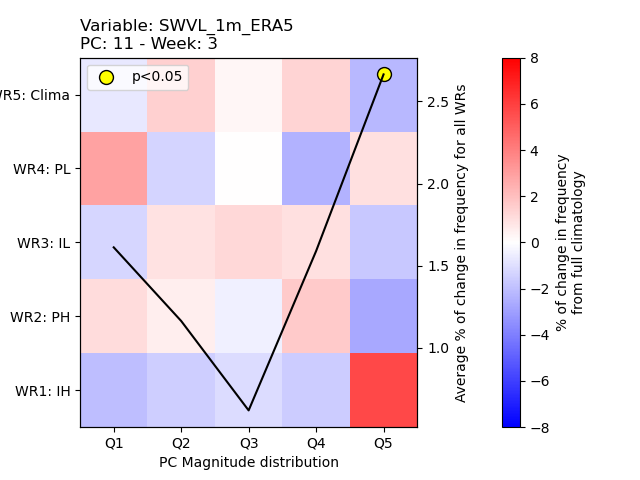 Variable: SWVL_1m_ERA5
PC: 11 - Week: 3
p<0.05
WR5: Clima
WR4: PL
WR3: IL
WR2: PH
WR1: IH
Q1 Q2 Q3 Q4 Q5
PC Magnitude distribution
2.5
2.0
1.5
1.0
Average % of change in frequency for all WRs
8
6
4
2
0
−2
−4
−6
−8
% of change in frequency
from full climatology